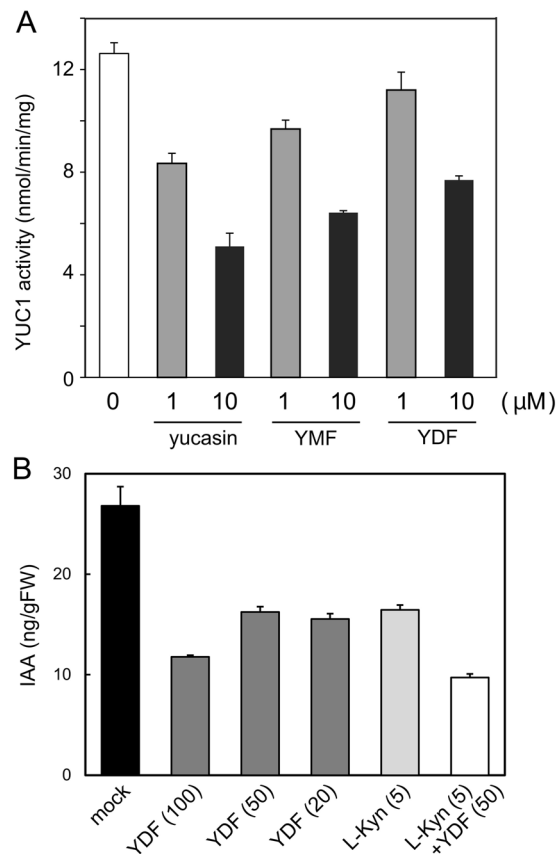 A
YUC1 activity (nmol/min/mg)
12
8
4
0
0 1 10 1 10 1 10 (μM)
yucasin YMF YDF
B
IAA (ng/gFW)
30
20
10
0
mock
YDF (100)
YDF (50)
YDF (20)
L-Kyn (5)
L-Kyn (5)
+YDF (50)